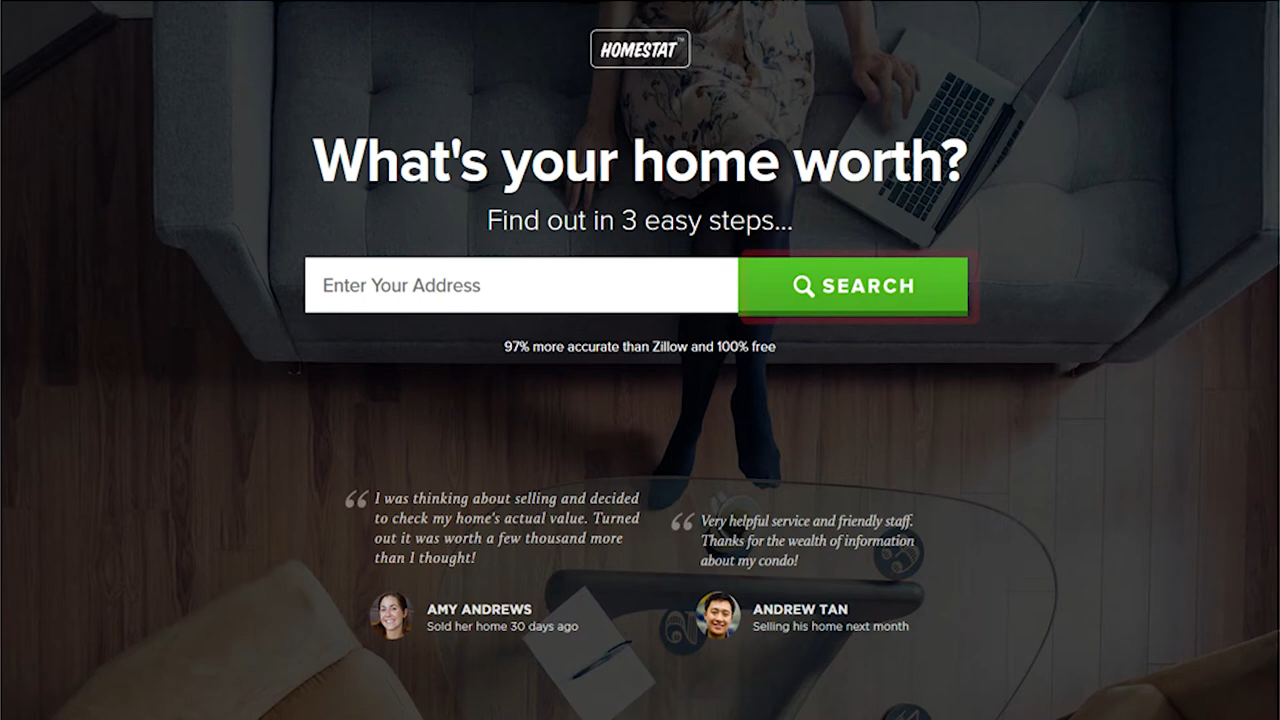 HOMESTAT™
What's your home worth?
Find out in 3 easy steps...
Enter Your Address
SEARCH
97% more accurate than Zillow and 100% free
“ I was thinking about selling and decided
to check my home's actual value. Turned
out it was worth a few thousand more
than I thought!
AMY ANDREWS
Sold her home 30 days ago
“ Very helpful service and friendly staff.
Thanks for the wealth of information
about my condo!
ANDREW TAN
Selling his home next month